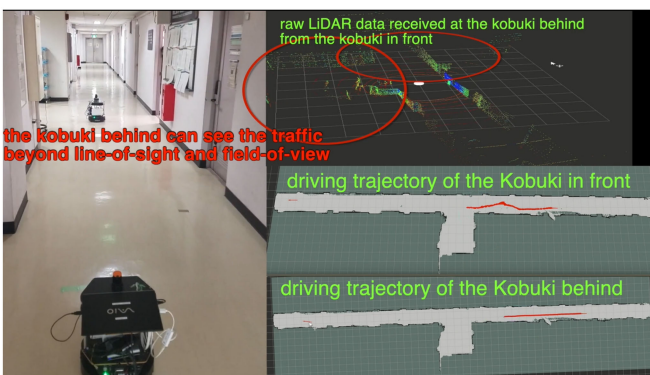 raw LiDAR data received at the kobuki behind
from the kobuki in front
the kobuki behind can see the traffic
beyond line-of-sight and field-of-view
driving trajectory of the Kobuki in front
driving trajectory of the Kobuki behind
VAIO